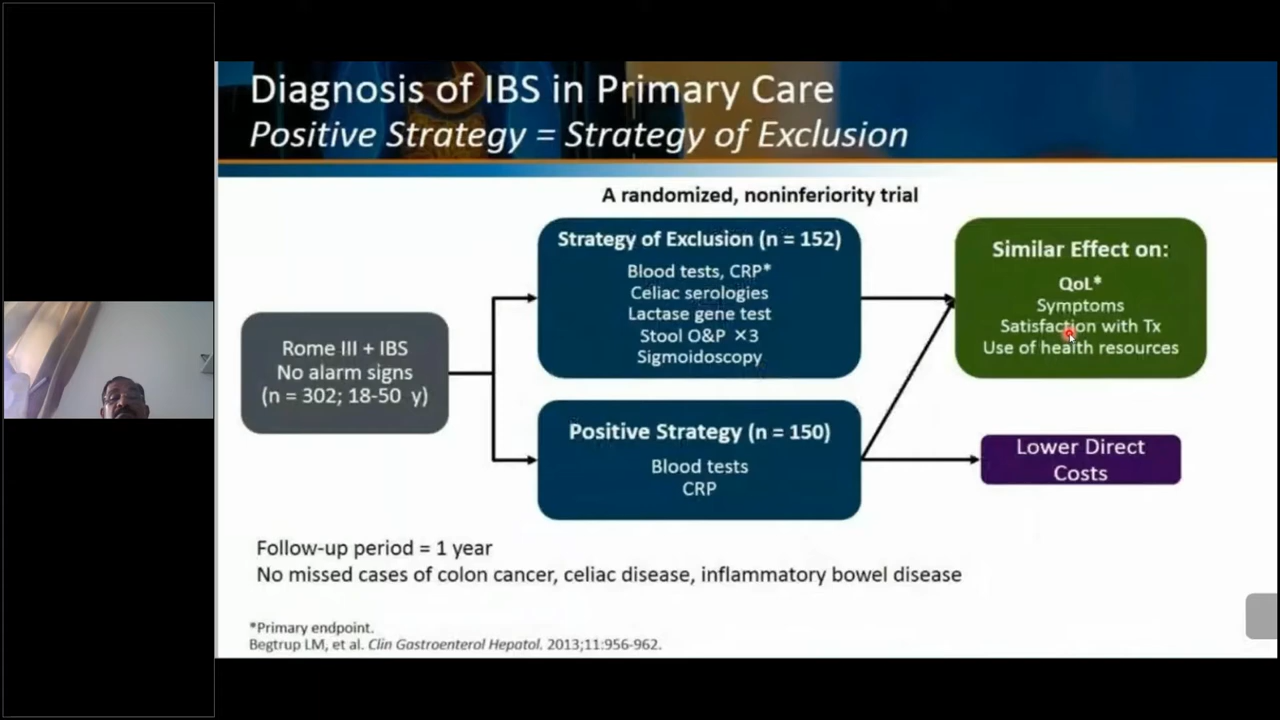 Diagnosis of IBS in Primary Care
Positive Strategy = Strategy of Exclusion
A randomized, noninferiority trial
Rome III + IBS
No alarm signs
(n = 302; 18-50 y)
Strategy of Exclusion (n = 152)
Blood tests, CRP*
Celiac serologies
Lactase gene test
Stool O&P ×3
Sigmoidoscopy
Positive Strategy (n = 150)
Blood tests
CRP
Similar Effect on:
QoL*
Symptoms
Satisfaction with Tx
Use of health resources
Lower Direct
Costs
Follow-up period = 1 year
No missed cases of colon cancer, celiac disease, inflammatory bowel disease
*Primary endpoint.
Begtrup LM, et al. Clin Gastroenterol Hepatol. 2013;11:956-962.